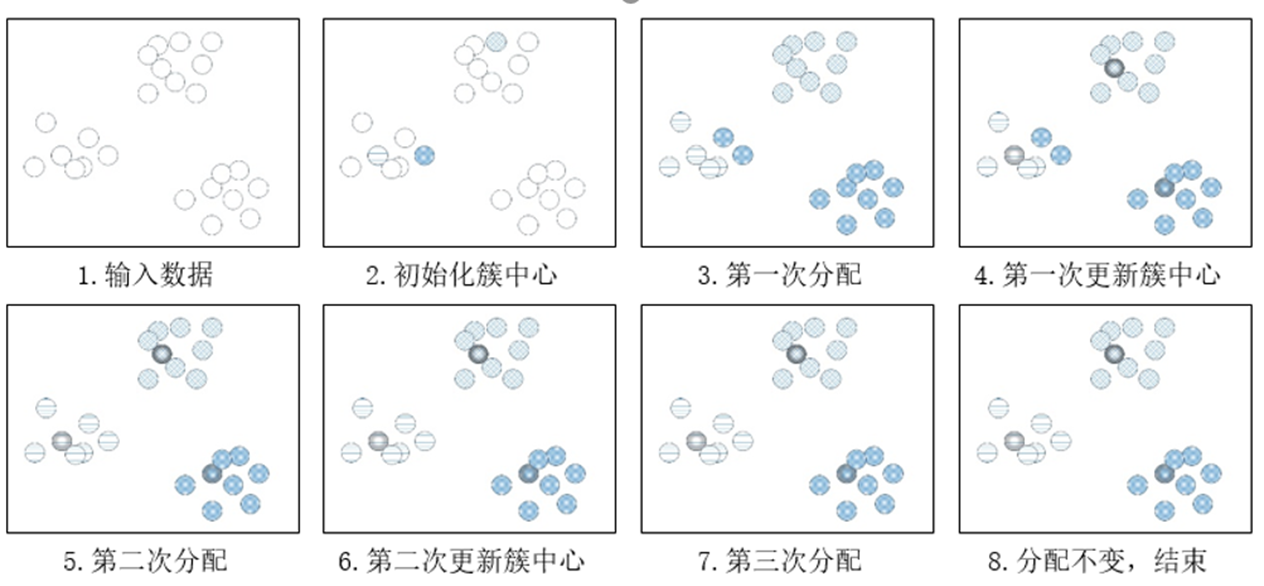 1. 输入数据
2. 初始化簇中心
3. 第一次分配
4. 第一次更新簇中心
5. 第二次分配
6. 第二次更新簇中心
7. 第三次分配
8. 分配不变，结束